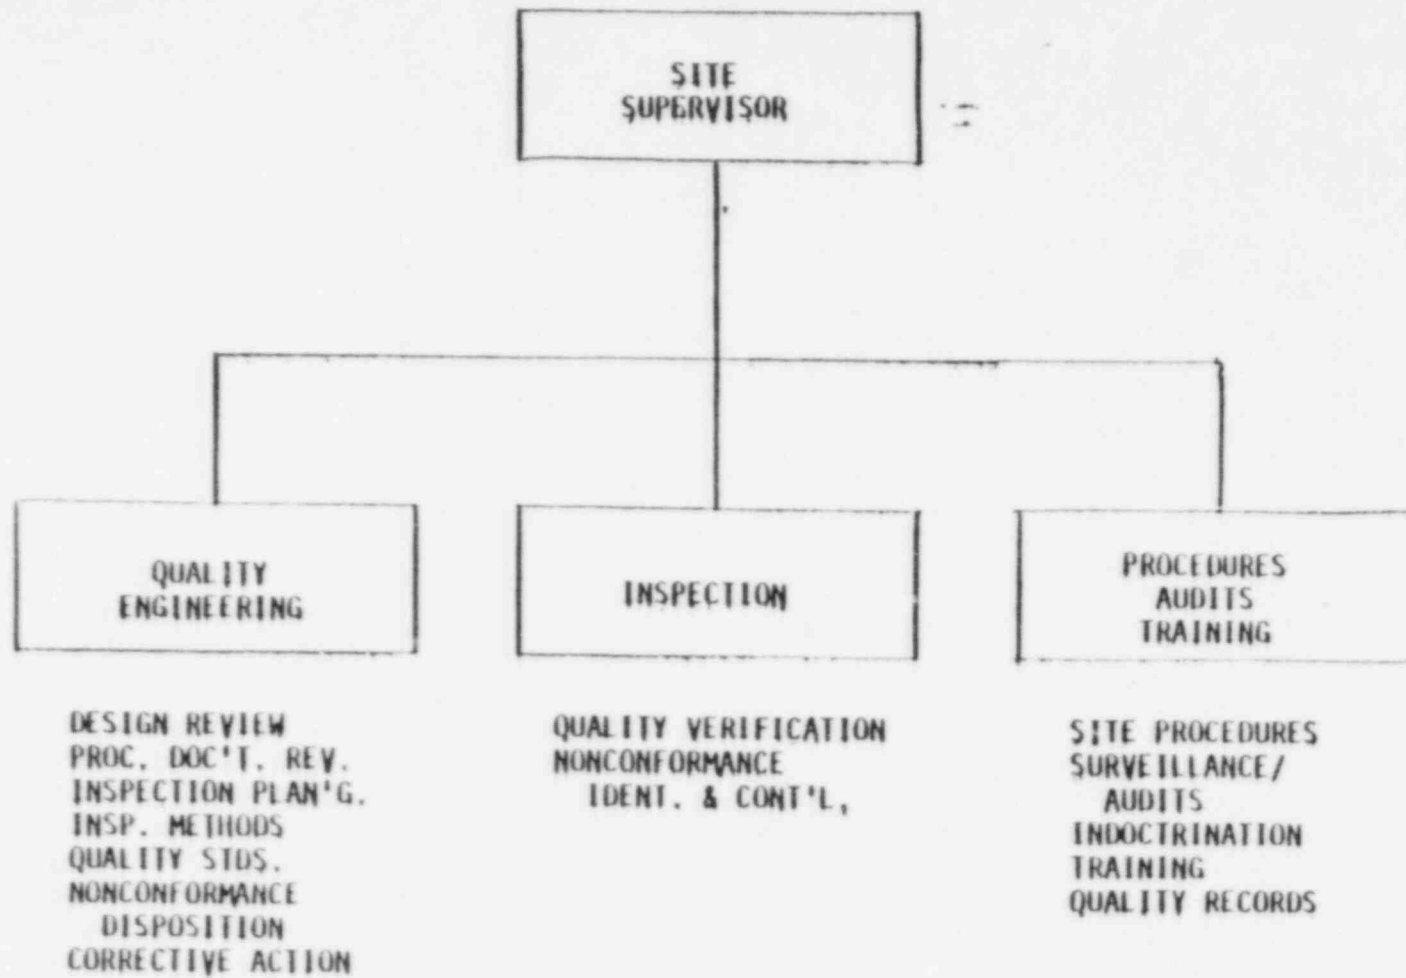 SITE
SUPERVISOR
QUALITY
ENGINEERING
INSPECTION
PROCEDURES
AUDITS
TRAINING
DESIGN REVIEW
PROC. DOC'T. REV.
INSPECTION PLAN'G.
INSP. METHODS
QUALITY STDS.
NONCONFORMANCE
DISPOSITION
CORRECTIVE ACTION
QUALITY VERIFICATION
NONCONFORMANCE
IDENT. & CONT'L,
SITE PROCEDURES
SURVEILLANCE/
AUDITS
INDOCTRINATION
TRAINING
QUALITY RECORDS